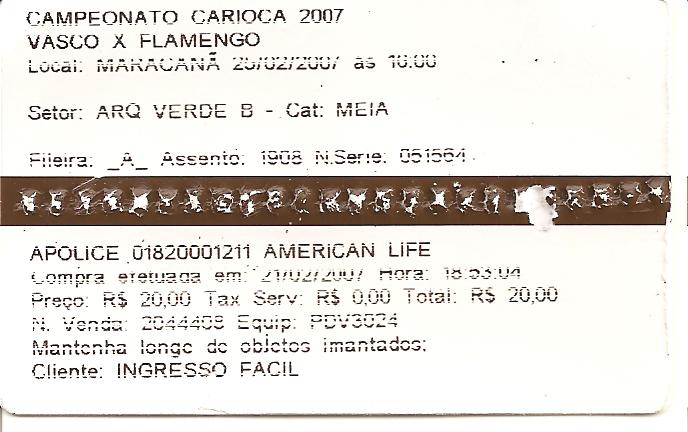 CAMPEONATO CARIOCA 2007
VASCO X FLAMENGO
Local: MARACANÃ 25/02/2007 as 16:00
Setor: ARQ VERDE B - Cat: MEIA
Fileira: _A_ Assento: 1908 N.Serie: 051564
APOLICE 01820001211 AMERICAN LIFE
Compra efetuada em: 21/02/2007 Hora: 18:53:04
Preço: R$ 20,00 Tax Serv: R$ 0,00 Total: R$ 20,00
N. Venda: 2044408 Equip: PDV3024
Mantenha longe de objetos imantados:
Cliente: INGRESSO FACIL